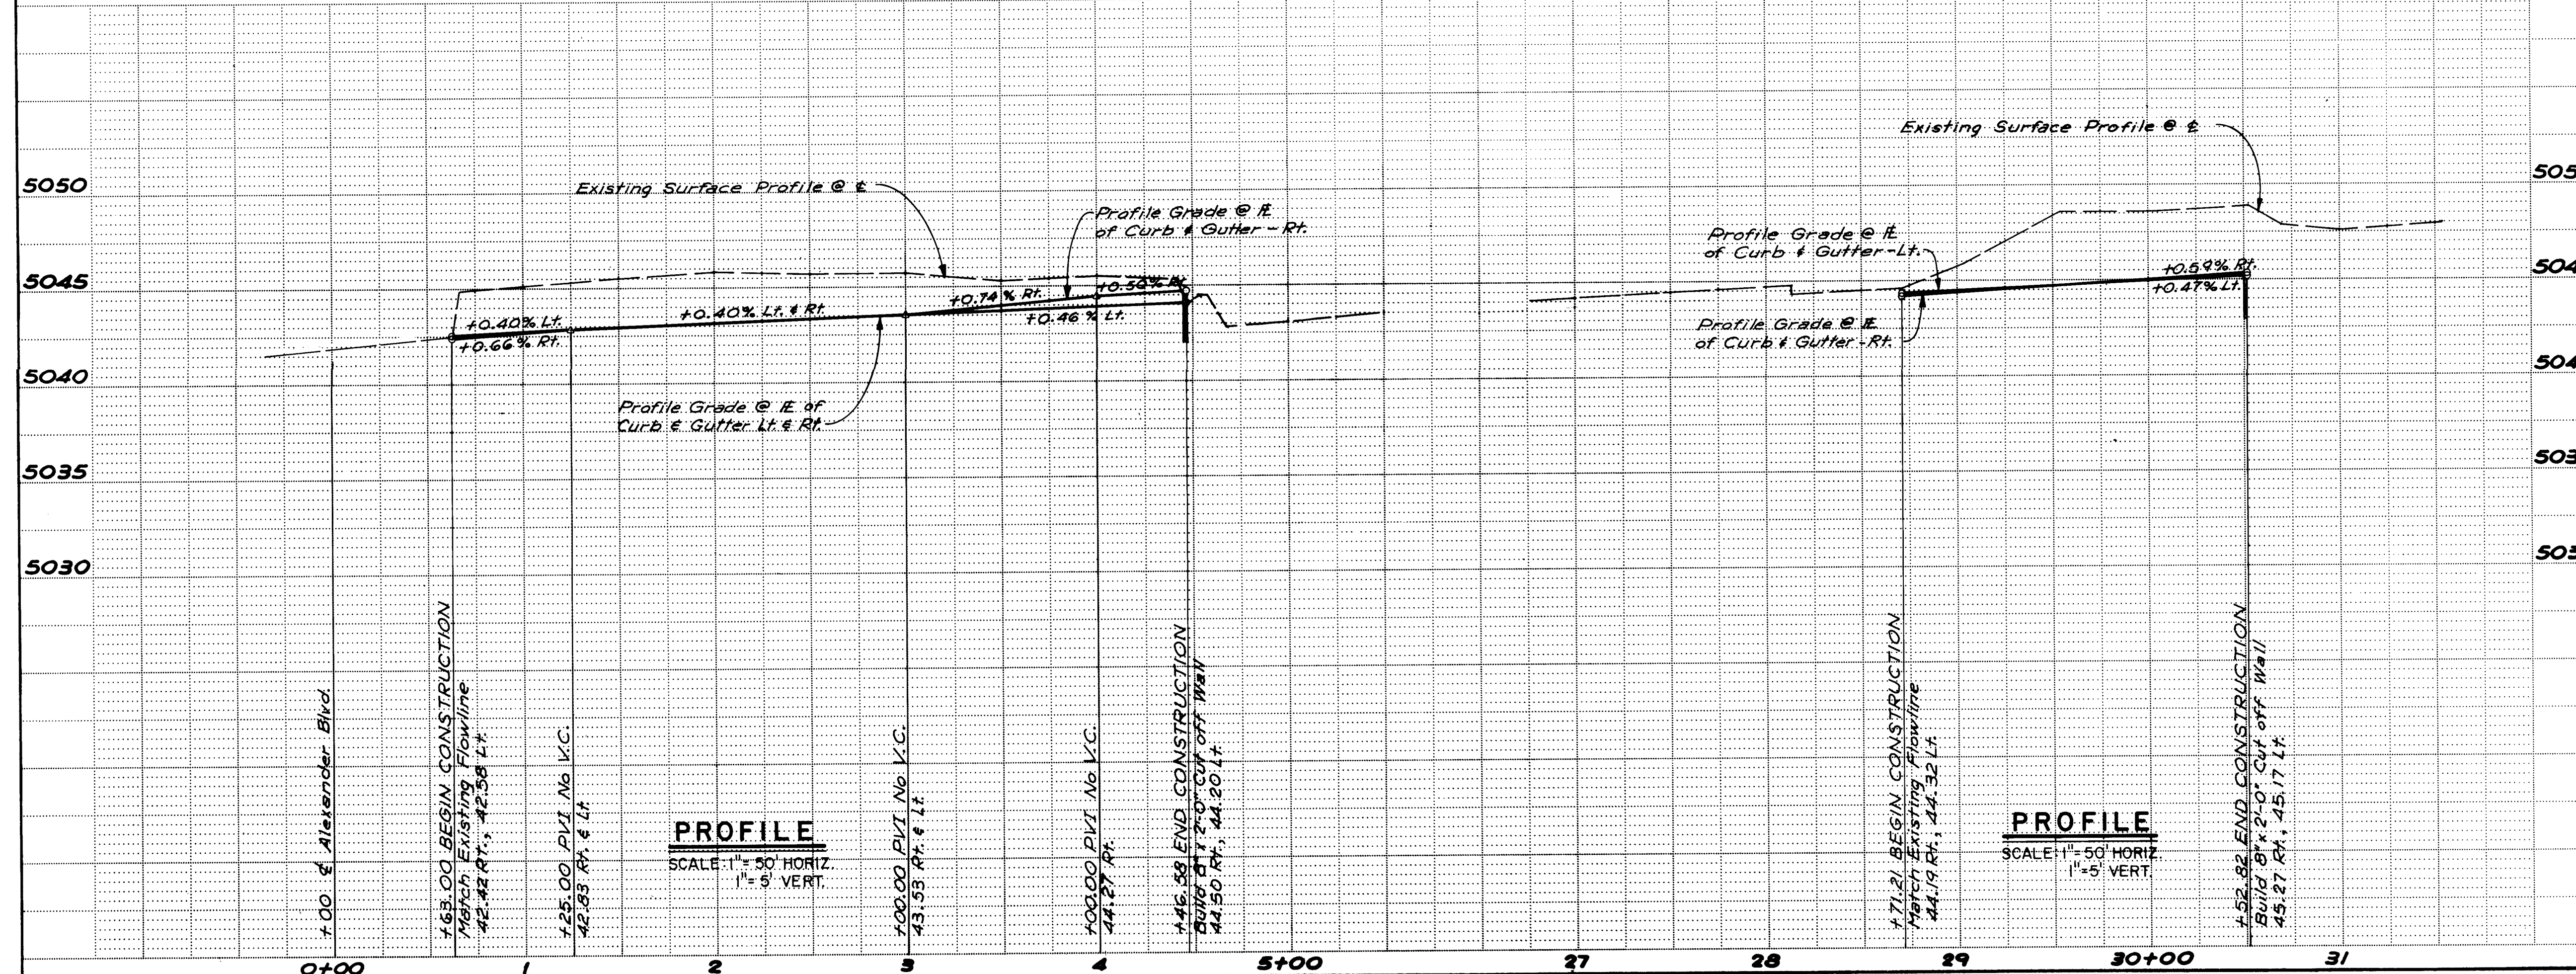 5050
5045
5040
5035
5030
Existing Surface Profile @ ℄
Profile Grade @ ⅊
of Curb & Gutter - Rt.
+0.40% Lt.
+0.66% Rt.
+0.40% Lt. & Rt.
+0.74% Rt.
+0.50% Rt.
+0.46% Lt.
Profile Grade @ ⅊ of
Curb & Gutter Lt. & Rt.
+00 ℄ Alexander Blvd.
+63.00 BEGIN CONSTRUCTION
Match Existing Flowline
42.42 Rt., 42.58 Lt.
+25.00 PVI No V.C.
42.83 Rt. & Lt.
PROFILE
SCALE: 1"= 50' HORIZ.
1"= 5' VERT.
+00.00 PVI No V.C.
43.53 Rt. & Lt.
+00.00 PVI No V.C.
44.27 Rt.
+46.58 END CONSTRUCTION
Build 8" x 2'-0" Cut off Wall
44.50 Rt., 44.20 Lt.
Existing Surface Profile @ ℄
Profile Grade @ ⅊
of Curb & Gutter-Lt.
Profile Grade @ ⅊
of Curb & Gutter-Rt.
+0.59% Rt.
+0.47% Lt.
+71.21 BEGIN CONSTRUCTION
Match Existing Flowline
44.19 Rt., 44.32 Lt.
PROFILE
SCALE: 1"= 50' HORIZ.
1"=5' VERT.
+52.82 END CONSTRUCTION
Build 8" x 2'-0" Cut off Wall
45.27 Rt., 45.17 Lt.
505
504
504
503
503
0+00 1 2 3 4 5+00 27 28 29 30+00 31